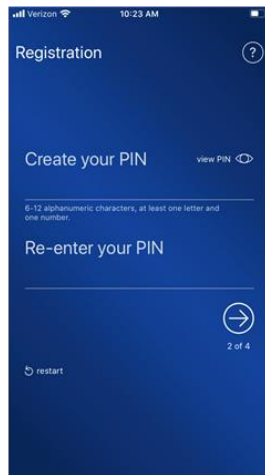 Verizon 10:23 AM
Registration ?
Create your PIN view PIN
6-12 alphanumeric characters, at least one letter and
one number.
Re-enter your PIN
2 of 4
restart